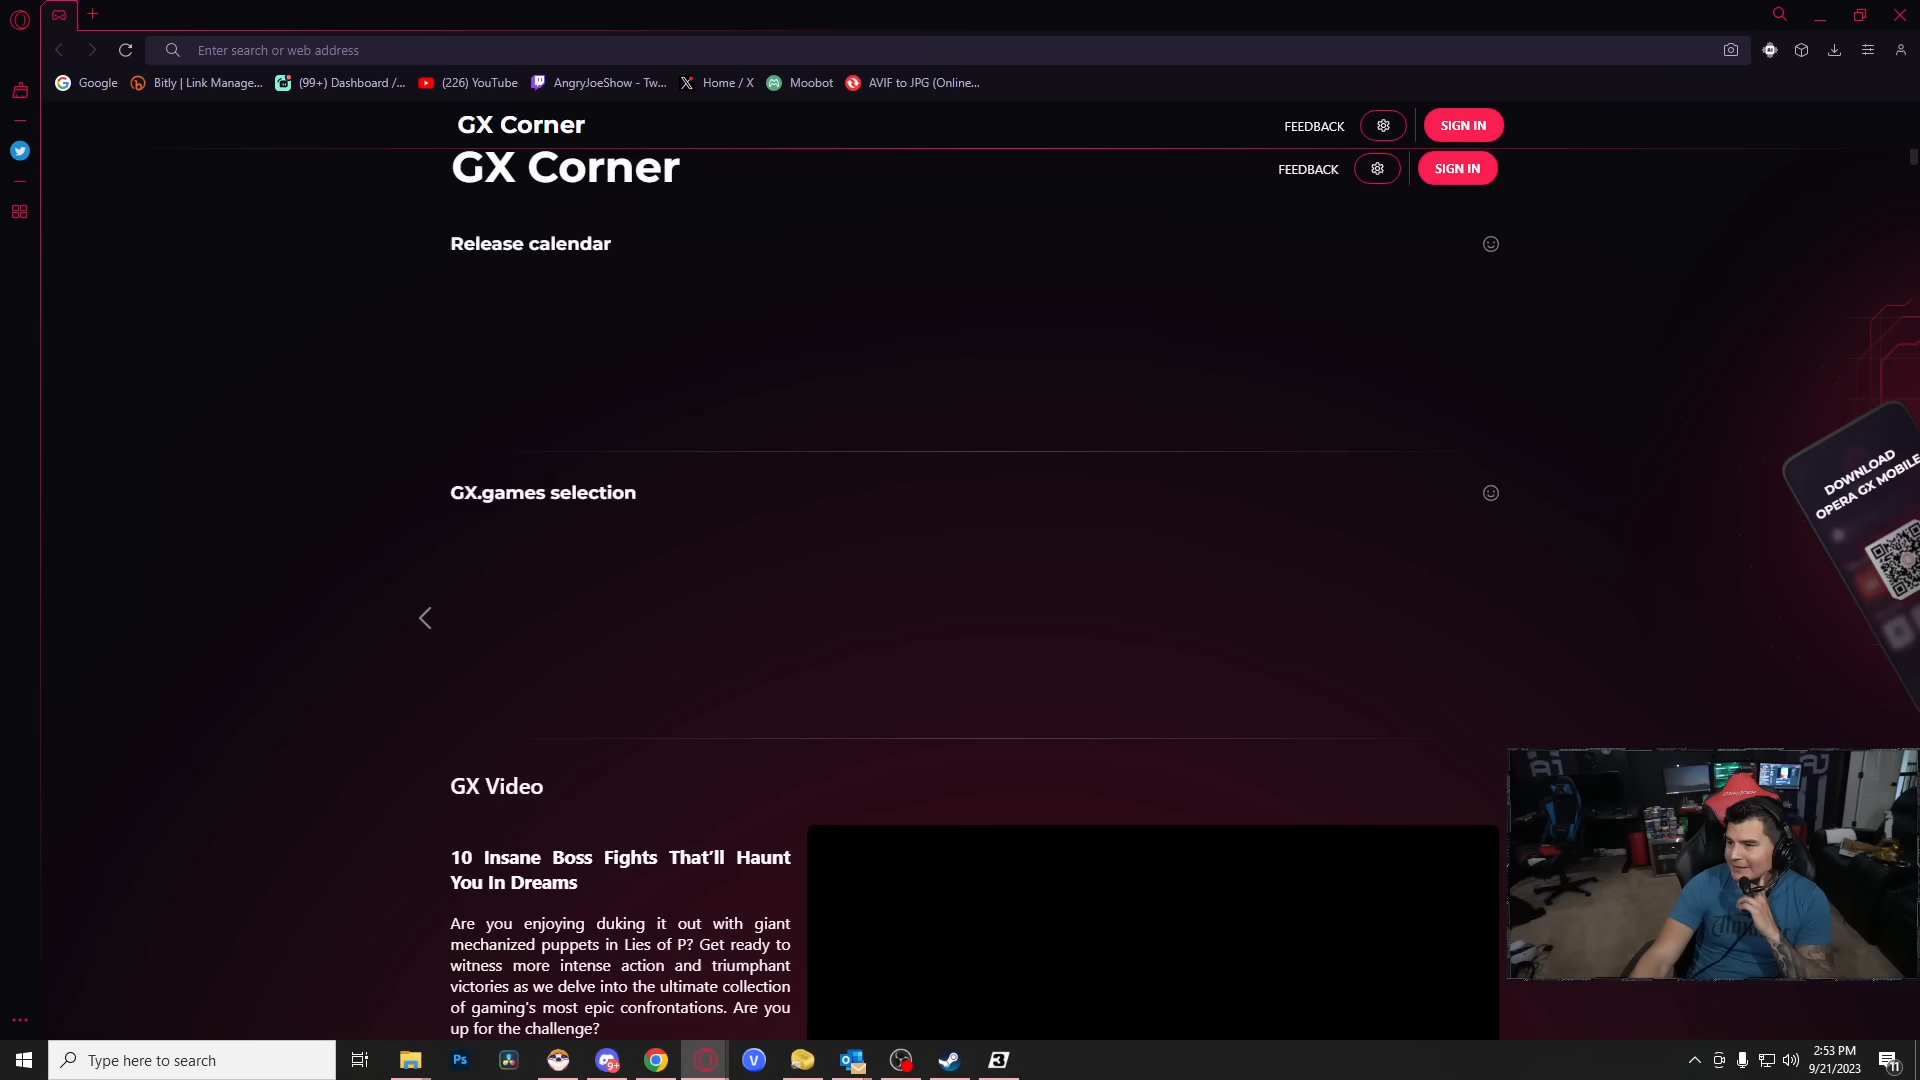 Enter search or web address
Google
Bitly | Link Manage...
(99+) Dashboard /...
(226) YouTube
AngryJoeShow - Tw...
Home / X
Moobot
AVIF to JPG (Online...
GX Corner
FEEDBACK
SIGN IN
GX Corner
FEEDBACK
SIGN IN
Release calendar
DOWNLOAD
OPERA GX MOBILE
GX.games selection
GX Video
10 Insane Boss Fights That'll Haunt
You In Dreams
Are you enjoying duking it out with giant
mechanized puppets in Lies of P? Get ready to
witness more intense action and triumphant
victories as we delve into the ultimate collection
of gaming's most epic confrontations. Are you
up for the challenge?
Type here to search
Ps
9+
V
3
2:53 PM
9/21/2023
11